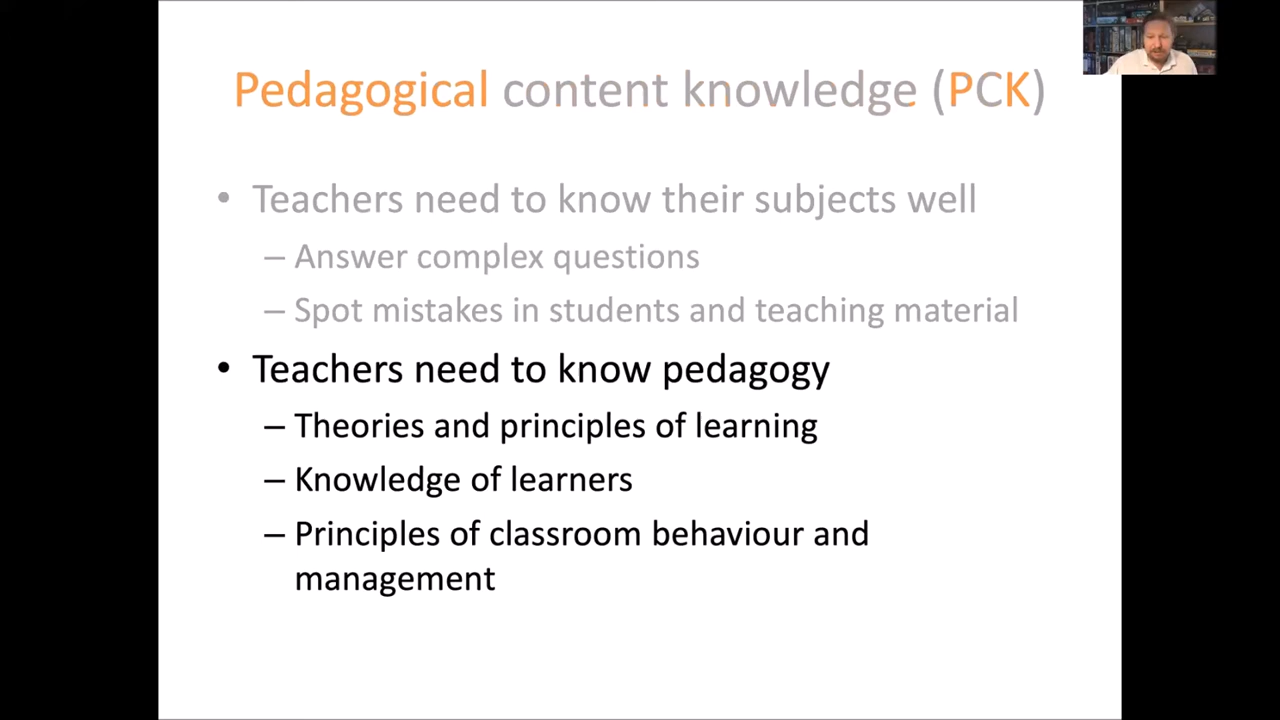 Pedagogical content knowledge (PCK)
• Teachers need to know their subjects well
– Answer complex questions
– Spot mistakes in students and teaching material
• Teachers need to know pedagogy
– Theories and principles of learning
– Knowledge of learners
– Principles of classroom behaviour and
management